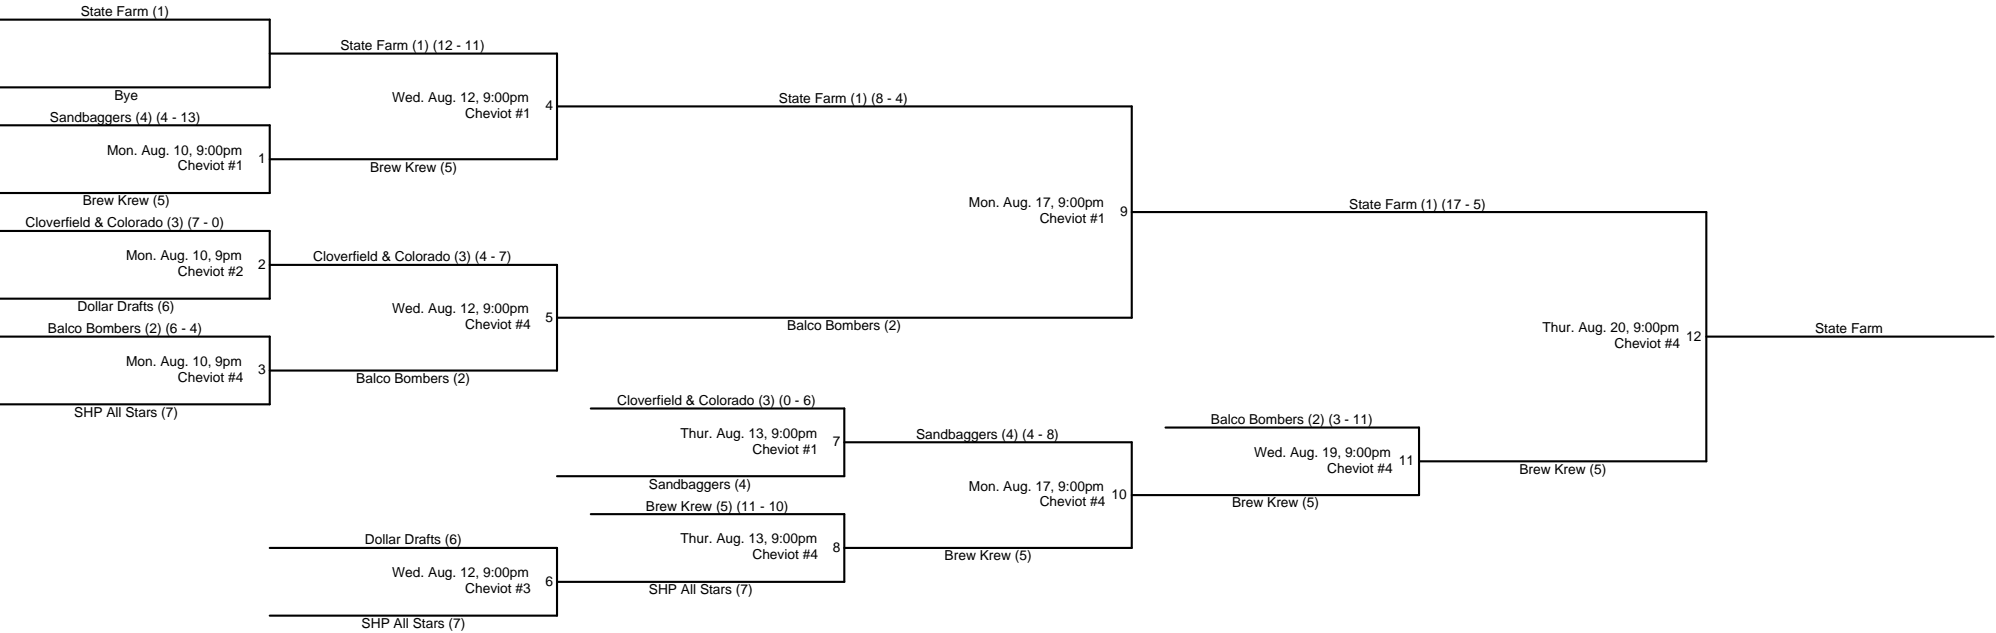 State Farm (1)
State Farm (1) (12 - 11)
Bye
Wed. Aug. 12, 9:00pm
Cheviot #1
4
State Farm (1) (8 - 4)
Sandbaggers (4) (4 - 13)
Mon. Aug. 10, 9:00pm
Cheviot #1
1
Brew Krew (5)
Brew Krew (5)
Mon. Aug. 17, 9:00pm
Cheviot #1
9
State Farm (1) (17 - 5)
Cloverfield & Colorado (3) (7 - 0)
Mon. Aug. 10, 9pm
Cheviot #2
2
Cloverfield & Colorado (3) (4 - 7)
Dollar Drafts (6)
Wed. Aug. 12, 9:00pm
Cheviot #4
5
Balco Bombers (2)
Balco Bombers (2) (6 - 4)
Mon. Aug. 10, 9pm
Cheviot #4
3
Balco Bombers (2)
SHP All Stars (7)
Thur. Aug. 20, 9:00pm
Cheviot #4
12
State Farm
Cloverfield & Colorado (3) (0 - 6)
Thur. Aug. 13, 9:00pm
Cheviot #1
7
Sandbaggers (4) (4 - 8)
Sandbaggers (4)
Balco Bombers (2) (3 - 11)
Wed. Aug. 19, 9:00pm
Cheviot #4
11
Brew Krew (5)
Mon. Aug. 17, 9:00pm
Cheviot #4
10
Brew Krew (5)
Brew Krew (5) (11 - 10)
Thur. Aug. 13, 9:00pm
Cheviot #4
8
Brew Krew (5)
Dollar Drafts (6)
Wed. Aug. 12, 9:00pm
Cheviot #3
6
SHP All Stars (7)
SHP All Stars (7)